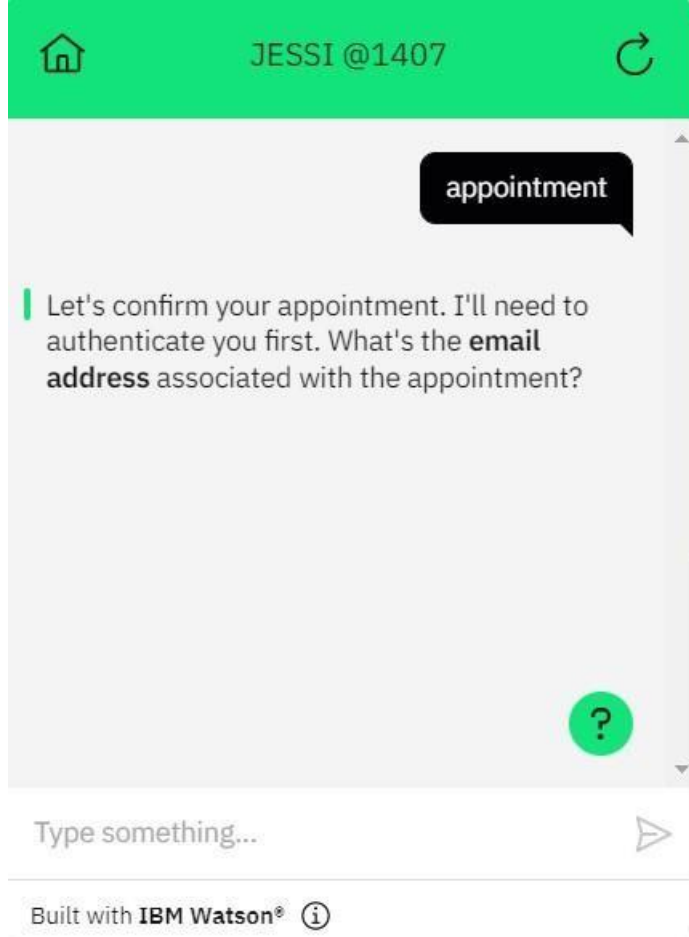 JESSI @1407
appointment
Let's confirm your appointment. I'll need to
authenticate you first. What's the email
address associated with the appointment?
?
Type something...
Built with IBM Watson®